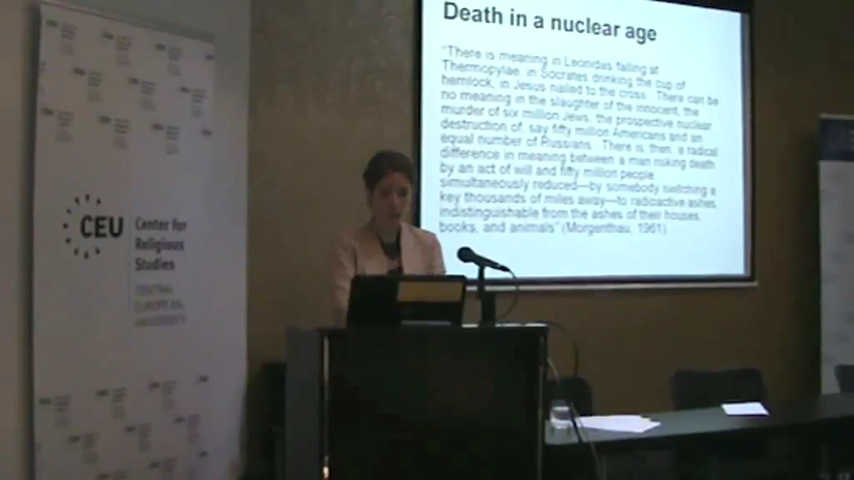 Death in a nuclear age
“There is meaning in Leonidas falling at
Thermopylae, in Socrates drinking the cup of
hemlock, in Jesus nailed to the cross. There can be
no meaning in the slaughter of the innocent, the
murder of six million Jews, the prospective nuclear
destruction of, say fifty million Americans and an
equal number of Russians. There is, then, a radical
difference in meaning between a man risking death
by an act of will and fifty million people
simultaneously reduced—by somebody switching a
key thousands of miles away—to radioactive ashes,
indistinguishable from the ashes of their houses,
books, and animals” (Morgenthau, 1961)
CEU
Center for
Religious
Studies
CENTRAL
EUROPEAN
UNIVERSITY